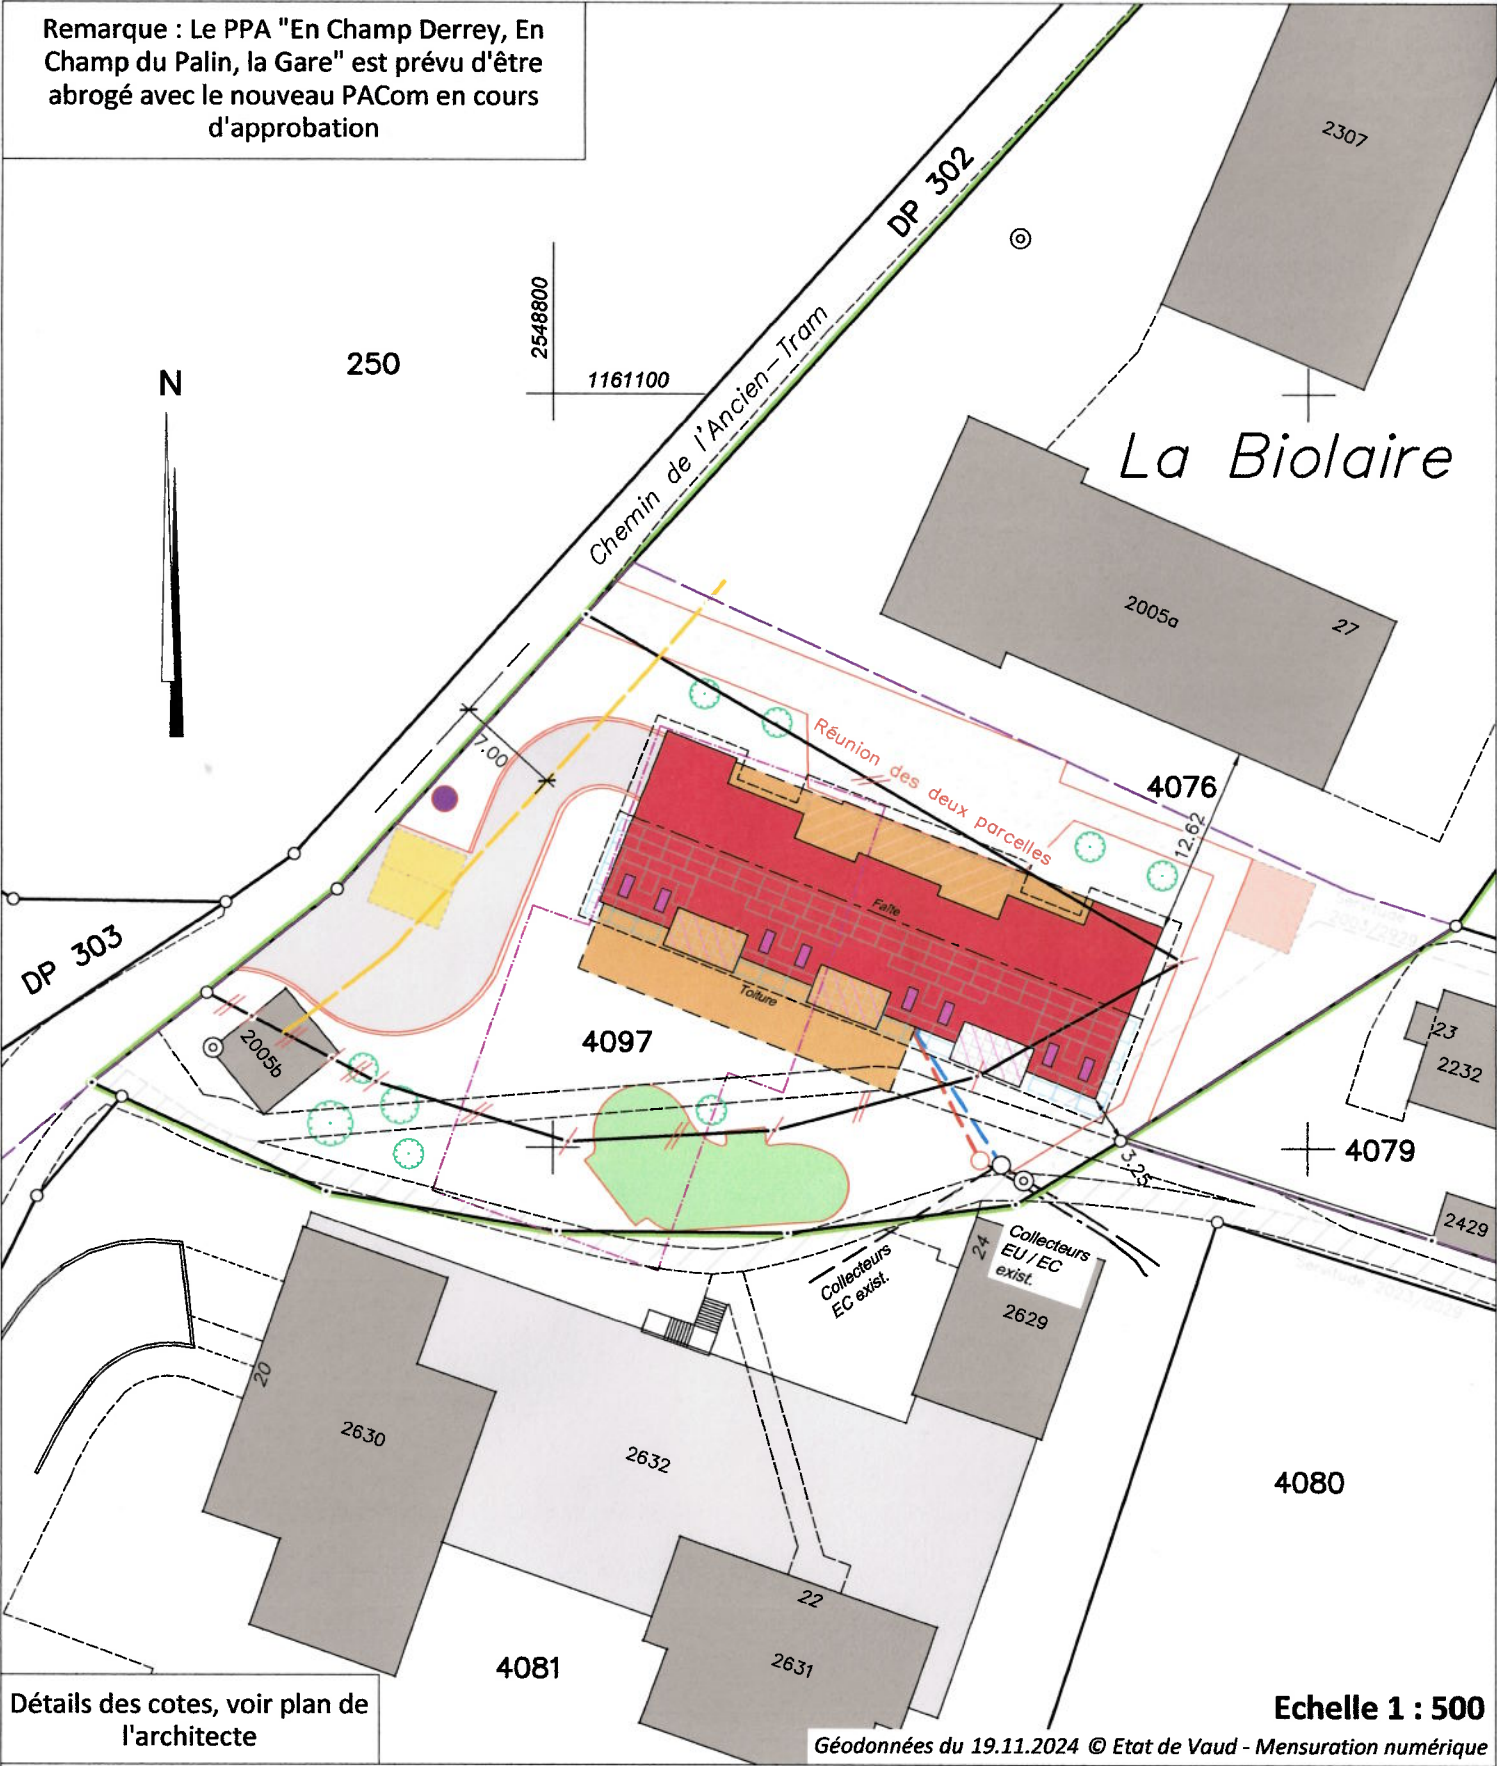 Remarque : Le PPA "En Champ Derrey, En
Champ du Palin, la Gare" est prévu d'être
abrogé avec le nouveau PACom en cours
d'approbation
2307
DP 302
2548800
1161100
250
N
Chemin de l'Ancien-Tram
La Biolaire
2005a
27
7.00
Réunion des deux parcelles
4076
12.62
Faîte
Servitude
2003/2929
DP 303
Toiture
4097
2005b
23
2232
4079
3.25
2429
Collecteurs
EU / EC
exist.
24
Collecteurs
EC exist.
Servitude
2629
20
2630
2632
4080
22
2631
4081
Détails des cotes, voir plan de
l'architecte
Echelle 1 : 500
Géodonnées du 19.11.2024 © Etat de Vaud - Mensuration numérique